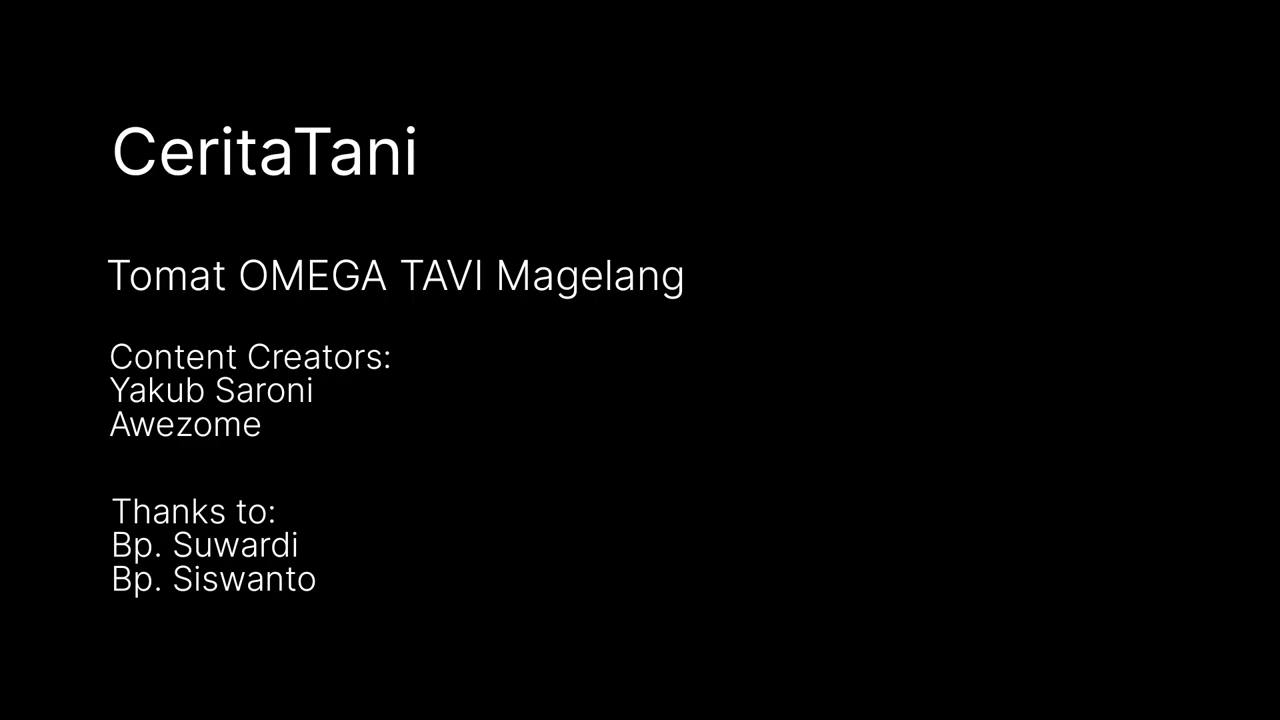 CeritaTani
Tomat OMEGA TAVI Magelang
Content Creators:
Yakub Saroni
Awezome
Thanks to:
Bp. Suwardi
Bp. Siswanto